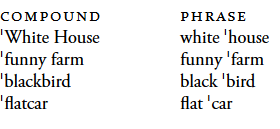 COMPOUND PHRASE
ˈWhite House white ˈhouse
ˈfunny farm funny ˈfarm
ˈblackbird black ˈbird
ˈflatcar flat ˈcar